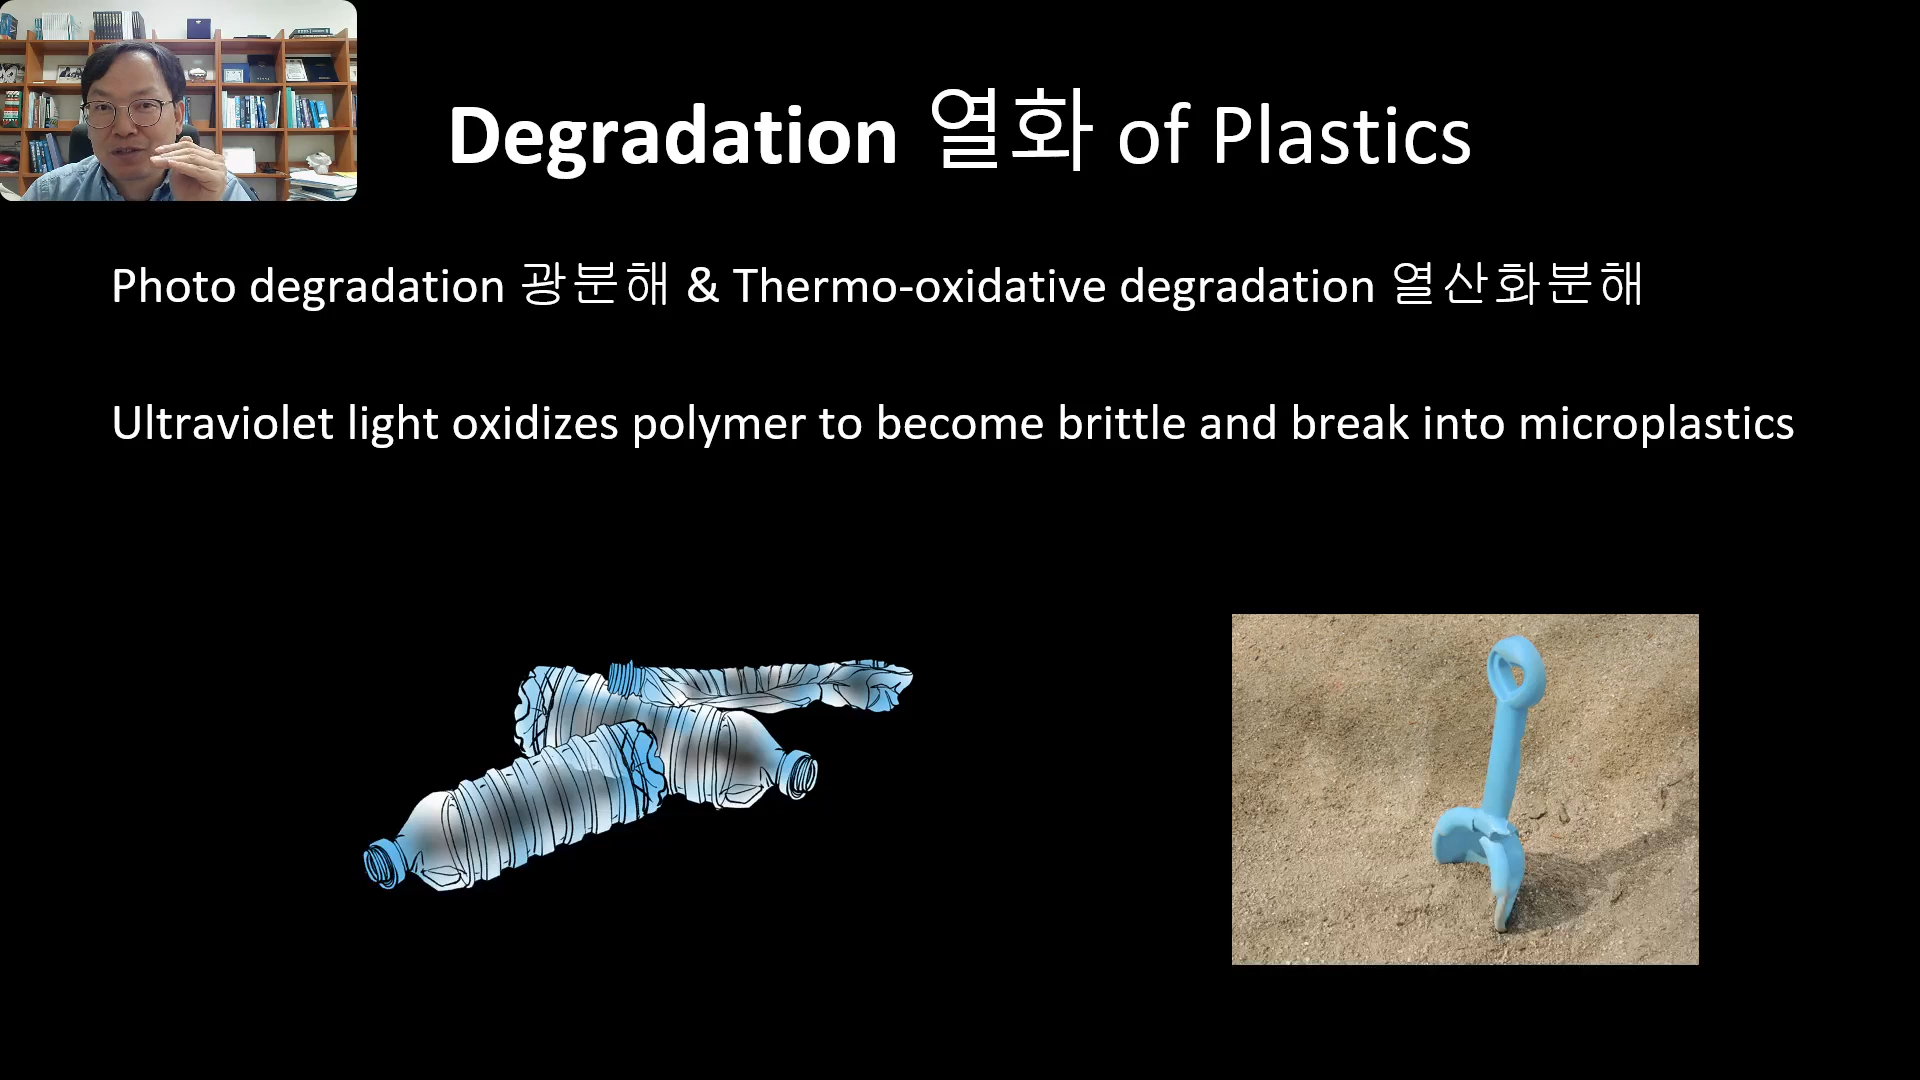 Degradation 열화 of Plastics
Photo degradation 광분해 & Thermo-oxidative degradation 열산화분해
Ultraviolet light oxidizes polymer to become brittle and break into microplastics